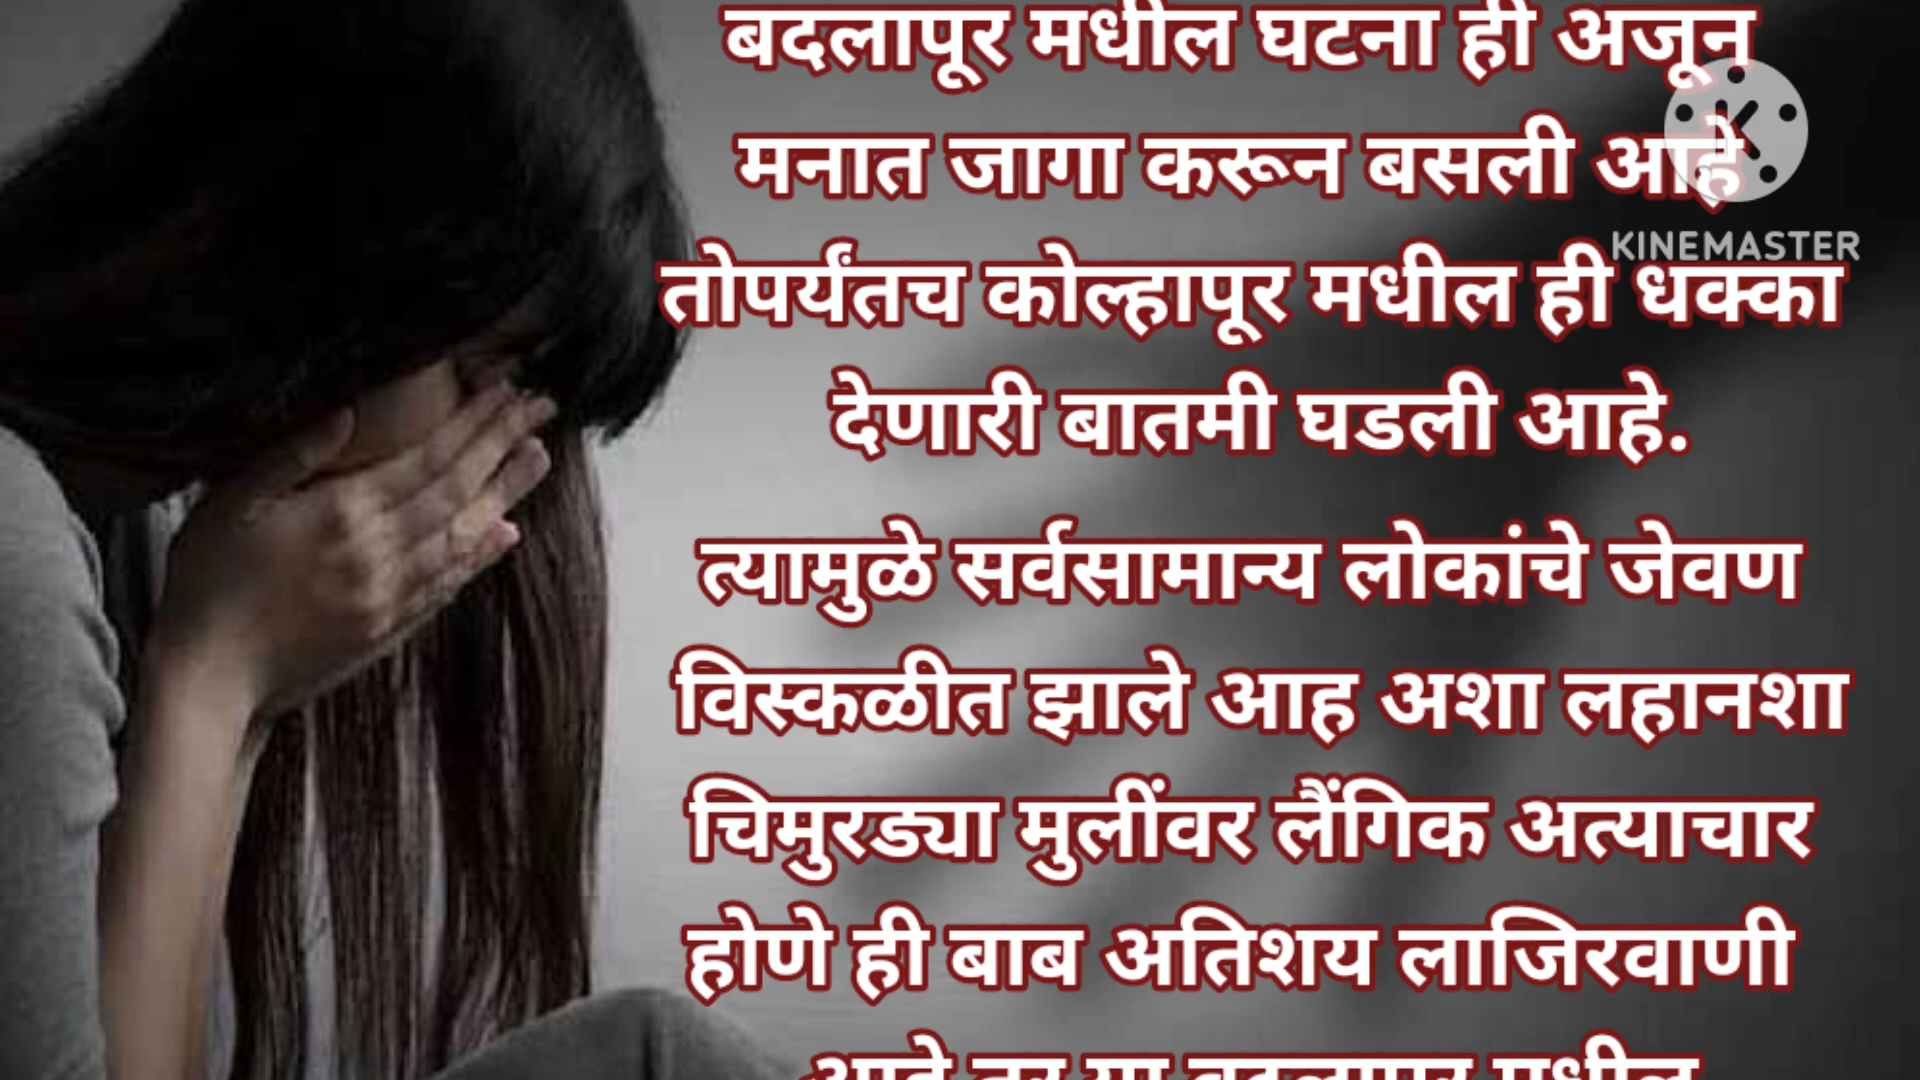 बदलापूर मधील घटना ही अजून
मनात जागा करून बसली आहे
KINEMASTER
तोपर्यंतच कोल्हापूर मधील ही धक्का
देणारी बातमी घडली आहे.
त्यामुळे सर्वसामान्य लोकांचे जेवण
विस्कळीत झाले आह अशा लहानशा
चिमुरड्या मुलींवर लैंगिक अत्याचार
होणे ही बाब अतिशय लाजिरवाणी